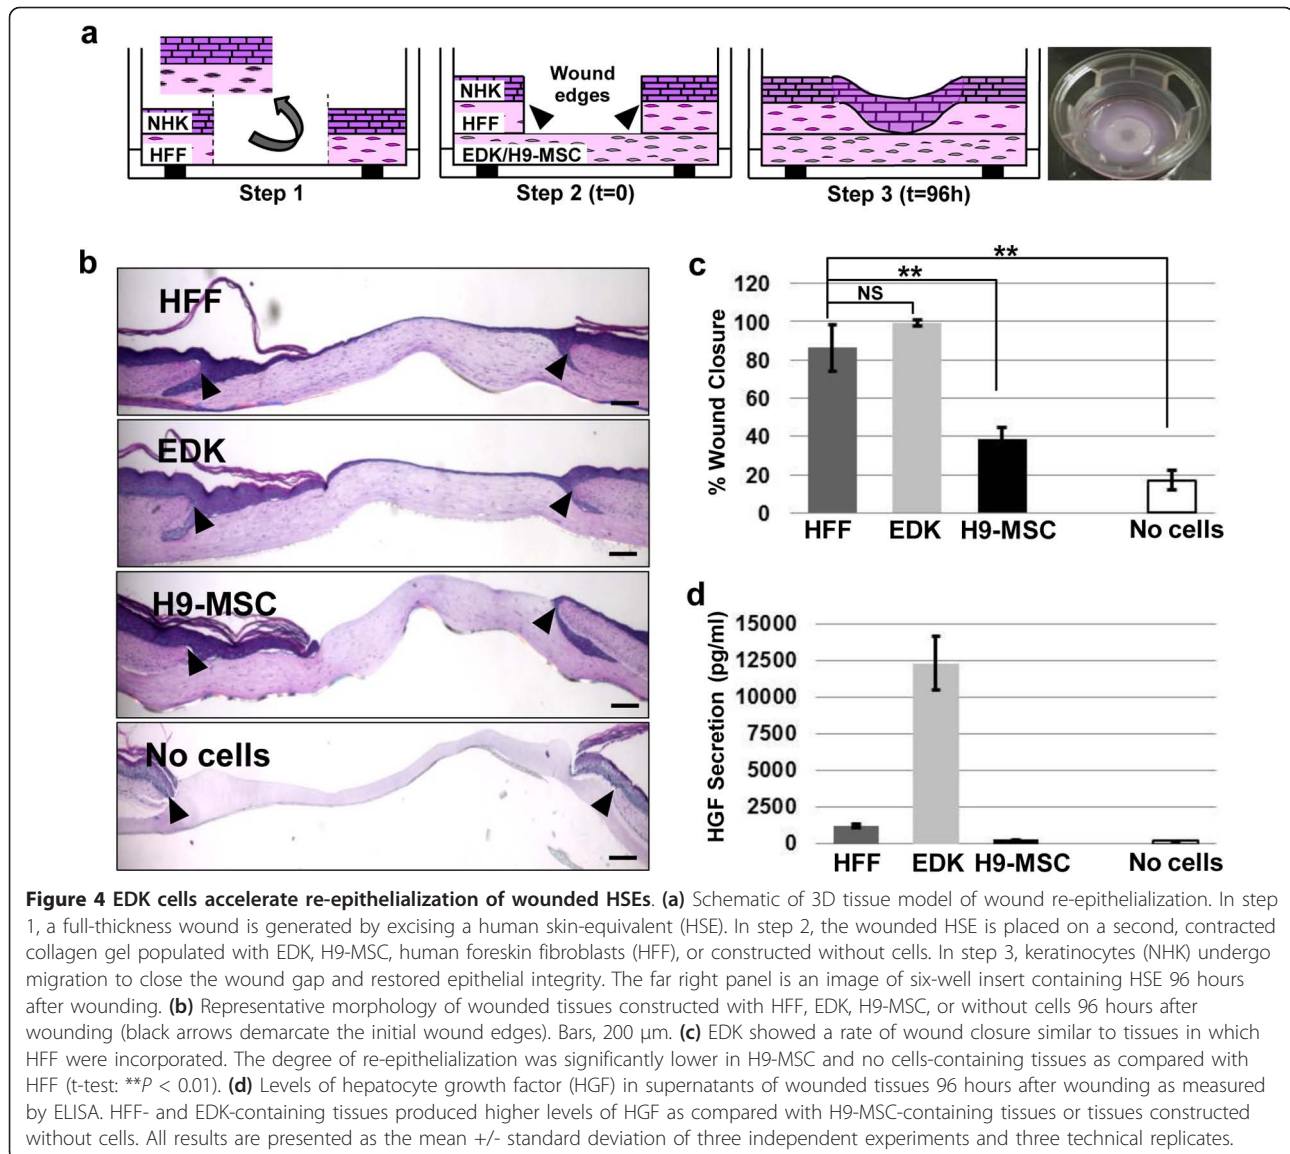 a
NHK
HFF
Step 1
Wound
edges
NHK
HFF
EDK/H9-MSC
Step 2 (t=0)
Step 3 (t=96h)
b
HFF
EDK
H9-MSC
No cells
c
**
**
NS
% Wound Closure
120
100
80
60
40
20
0
HFF
EDK
H9-MSC
No cells
d
HGF Secretion (pg/ml)
15000
12500
10000
7500
5000
2500
0
HFF
EDK
H9-MSC
No cells
Figure 4 EDK cells accelerate re-epithelialization of wounded HSEs. (a) Schematic of 3D tissue model of wound re-epithelialization. In step
1, a full-thickness wound is generated by excising a human skin-equivalent (HSE). In step 2, the wounded HSE is placed on a second, contracted
collagen gel populated with EDK, H9-MSC, human foreskin fibroblasts (HFF), or constructed without cells. In step 3, keratinocytes (NHK) undergo
migration to close the wound gap and restored epithelial integrity. The far right panel is an image of six-well insert containing HSE 96 hours
after wounding. (b) Representative morphology of wounded tissues constructed with HFF, EDK, H9-MSC, or without cells 96 hours after
wounding (black arrows demarcate the initial wound edges). Bars, 200 μm. (c) EDK showed a rate of wound closure similar to tissues in which
HFF were incorporated. The degree of re-epithelialization was significantly lower in H9-MSC and no cells-containing tissues as compared with
HFF (t-test: **P < 0.01). (d) Levels of hepatocyte growth factor (HGF) in supernatants of wounded tissues 96 hours after wounding as measured
by ELISA. HFF- and EDK-containing tissues produced higher levels of HGF as compared with H9-MSC-containing tissues or tissues constructed
without cells. All results are presented as the mean +/- standard deviation of three independent experiments and three technical replicates.